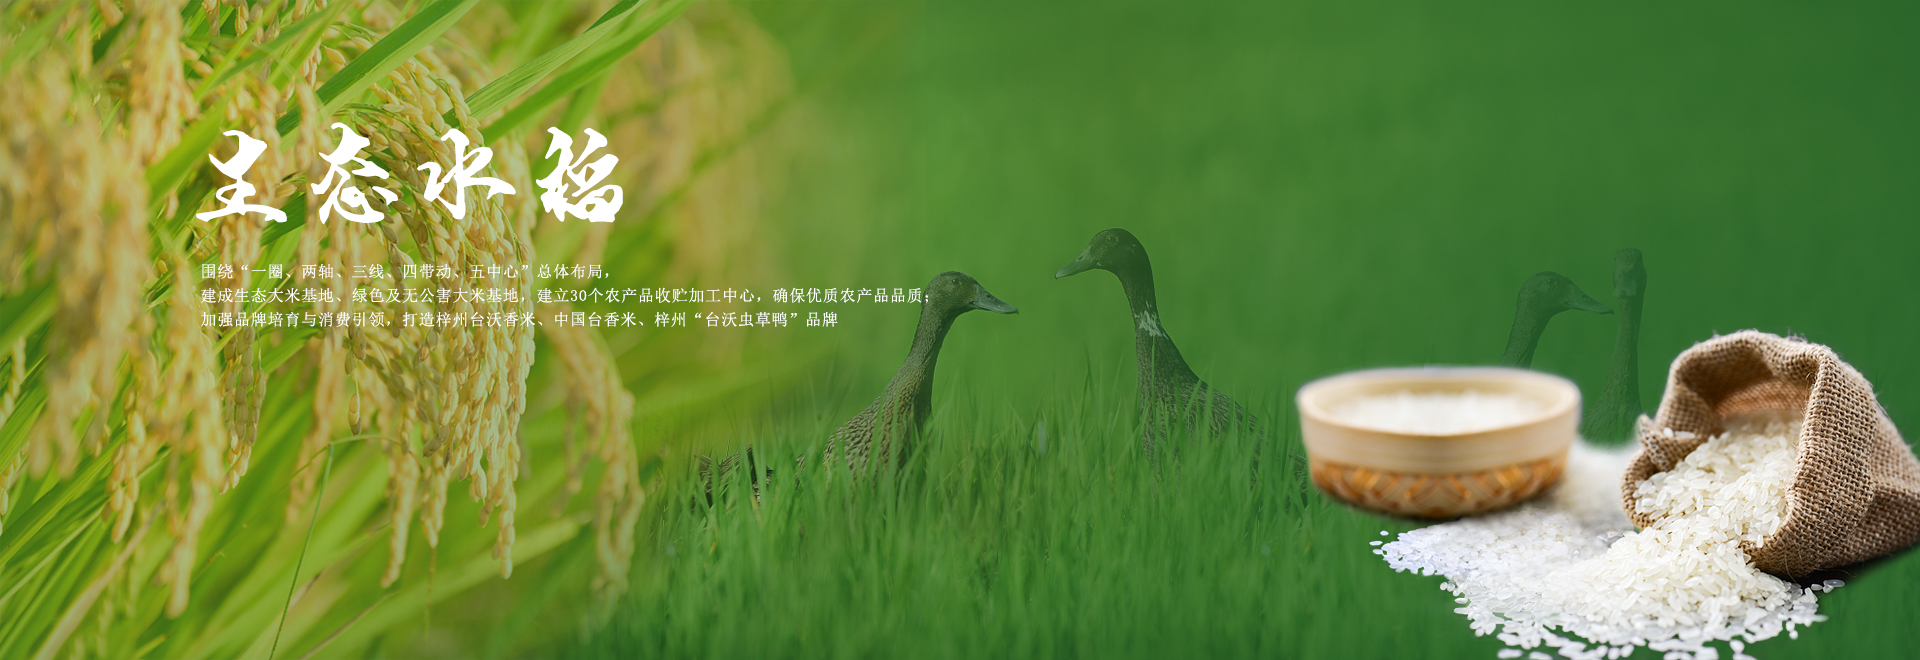 生态水稻
围绕“一圈、两轴、三线、四带动、五中心”总体布局，
建成生态大米基地、绿色及无公害大米基地，建立30个农产品收贮加工中心，确保优质农产品品质；
加强品牌培育与消费引领，打造梓州台沃香米、中国台香米、梓州“台沃虫草鸭”品牌